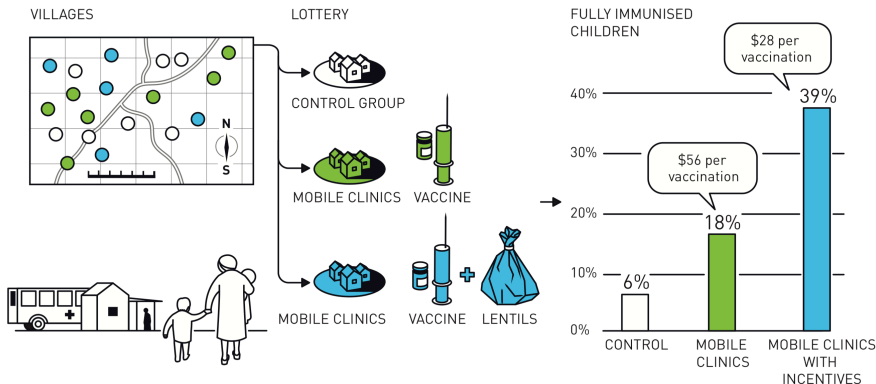 VILLAGES
N
S
LOTTERY
CONTROL GROUP
MOBILE CLINICS
VACCINE
MOBILE CLINICS
VACCINE
+
LENTILS
FULLY IMMUNISED
CHILDREN
$28 per
vaccination
$56 per
vaccination
40%
30%
20%
10%
0%
6%
18%
39%
CONTROL
MOBILE
CLINICS
MOBILE CLINICS
WITH
INCENTIVES